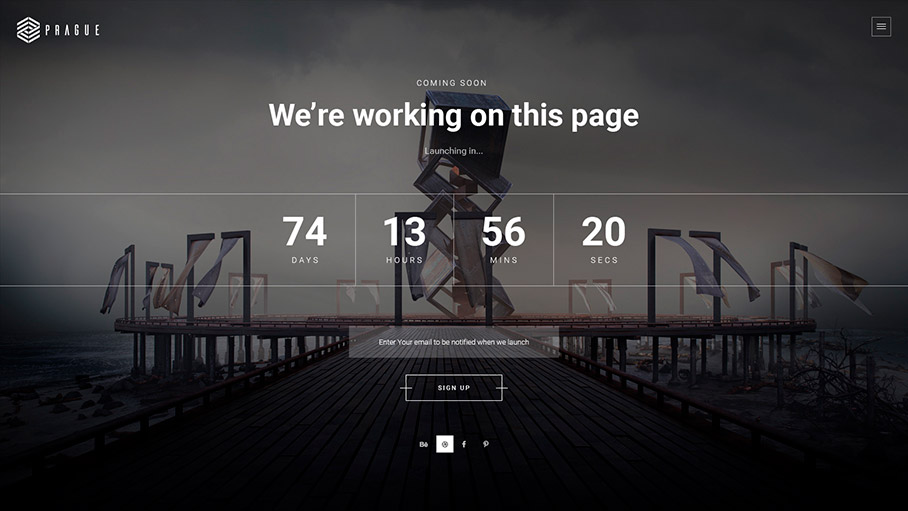 PRAGUE
COMING SOON
We’re working on this page
Launching in...
74 13 56 20
DAYS HOURS MINS SECS
Enter Your email to be notified when we launch
SIGN UP
Bē